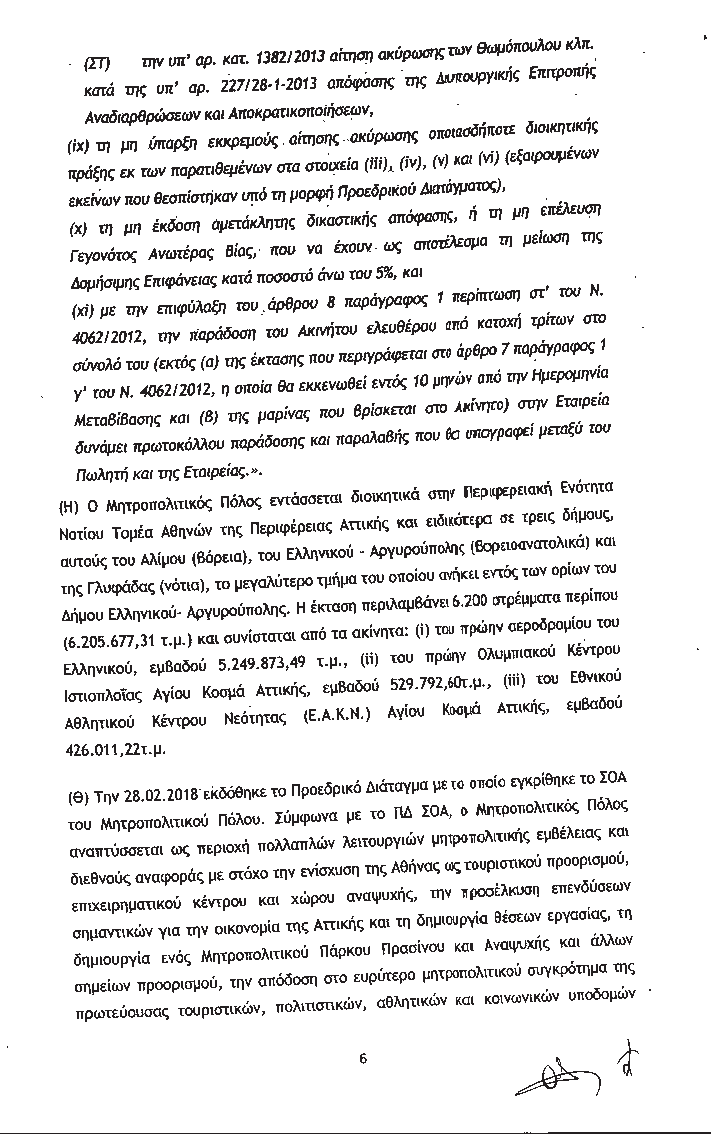 (ΣΤ) την υπ' αρ. κατ. 1382/2013 αίτηση ακύρωσης των Θωμόπουλου κλπ.
κατά της υπ' αρ. 227/28-1-2013 απόφασης της Διυπουργικής Επιτροπής
Αναδιαρθρώσεων και Αποκρατικοποιήσεων,
(ix) τη μη ύπαρξη εκκρεμούς αίτησης ακύρωσης οποιασδήποτε διοικητικής
πράξης εκ των παρατιθεμένων στα στοιχεία (iii), (iv), (v) και (vi) (εξαιρουμένων
εκείνων που θεσπίστηκαν υπό τη μορφή Προεδρικού Διατάγματος),
(x) τη μη έκδοση αμετάκλητης δικαστικής απόφασης, ή τη μη επέλευση
Γεγονότος Ανωτέρας Βίας, που να έχουν ως αποτέλεσμα τη μείωση της
Δομήσιμης Επιφάνειας κατά ποσοστό άνω του 5%, και
(xi) με την επιφύλαξη του άρθρου 8 παράγραφος 1 περίπτωση στ' του Ν.
4062/2012, την παράδοση του Ακινήτου ελευθέρου από κατοχή τρίτων στο
σύνολό του (εκτός (α) της έκτασης που περιγράφεται στο άρθρο 7 παράγραφος 1
γ' του Ν. 4062/2012, η οποία θα εκκενωθεί εντός 10 μηνών από την Ημερομηνία
Μεταβίβασης και (β) της μαρίνας που βρίσκεται στο Ακίνητο) στην Εταιρεία
δυνάμει πρωτοκόλλου παράδοσης και παραλαβής που θα υπογραφεί μεταξύ του
Πωλητή και της Εταιρείας.».
(Η) Ο Μητροπολιτικός Πόλος εντάσσεται διοικητικά στην Περιφερειακή Ενότητα
Νοτίου Τομέα Αθηνών της Περιφέρειας Αττικής και ειδικότερα σε τρεις δήμους,
αυτούς του Αλίμου (βόρεια), του Ελληνικού - Αργυρούπολης (βορειοανατολικά) και
της Γλυφάδας (νότια), το μεγαλύτερο τμήμα του οποίου ανήκει εντός των ορίων του
Δήμου Ελληνικού- Αργυρούπολης. Η έκταση περιλαμβάνει 6.200 στρέμματα περίπου
(6.205.677,31 τ.μ.) και συνίσταται από τα ακίνητα: (i) του πρώην αεροδρομίου του
Ελληνικού, εμβαδού 5.249.873,49 τ.μ., (ii) του πρώην Ολυμπιακού Κέντρου
Ιστιοπλοΐας Αγίου Κοσμά Αττικής, εμβαδού 529.792,60τ.μ., (iii) του Εθνικού
Αθλητικού Κέντρου Νεότητας (Ε.Α.Κ.Ν.) Αγίου Κοσμά Αττικής, εμβαδού
426.011,22τ.μ.
(Θ) Την 28.02.2018 εκδόθηκε το Προεδρικό Διάταγμα με το οποίο εγκρίθηκε το ΣΟΑ
του Μητροπολιτικού Πόλου. Σύμφωνα με το ΠΔ ΣΟΑ, ο Μητροπολιτικός Πόλος
αναπτύσσεται ως περιοχή πολλαπλών λειτουργιών μητροπολιτικής εμβέλειας και
διεθνούς αναφοράς με στόχο την ενίσχυση της Αθήνας ως τουριστικού προορισμού,
επιχειρηματικού κέντρου και χώρου αναψυχής, την προσέλκυση επενδύσεων
σημαντικών για την οικονομία της Αττικής και τη δημιουργία θέσεων εργασίας, τη
δημιουργία ενός Μητροπολιτικού Πάρκου Πρασίνου και Αναψυχής και άλλων
σημείων προορισμού, την απόδοση στο ευρύτερο μητροπολιτικού συγκρότημα της
πρωτεύουσας τουριστικών, πολιτιστικών, αθλητικών και κοινωνικών υποδομών
6